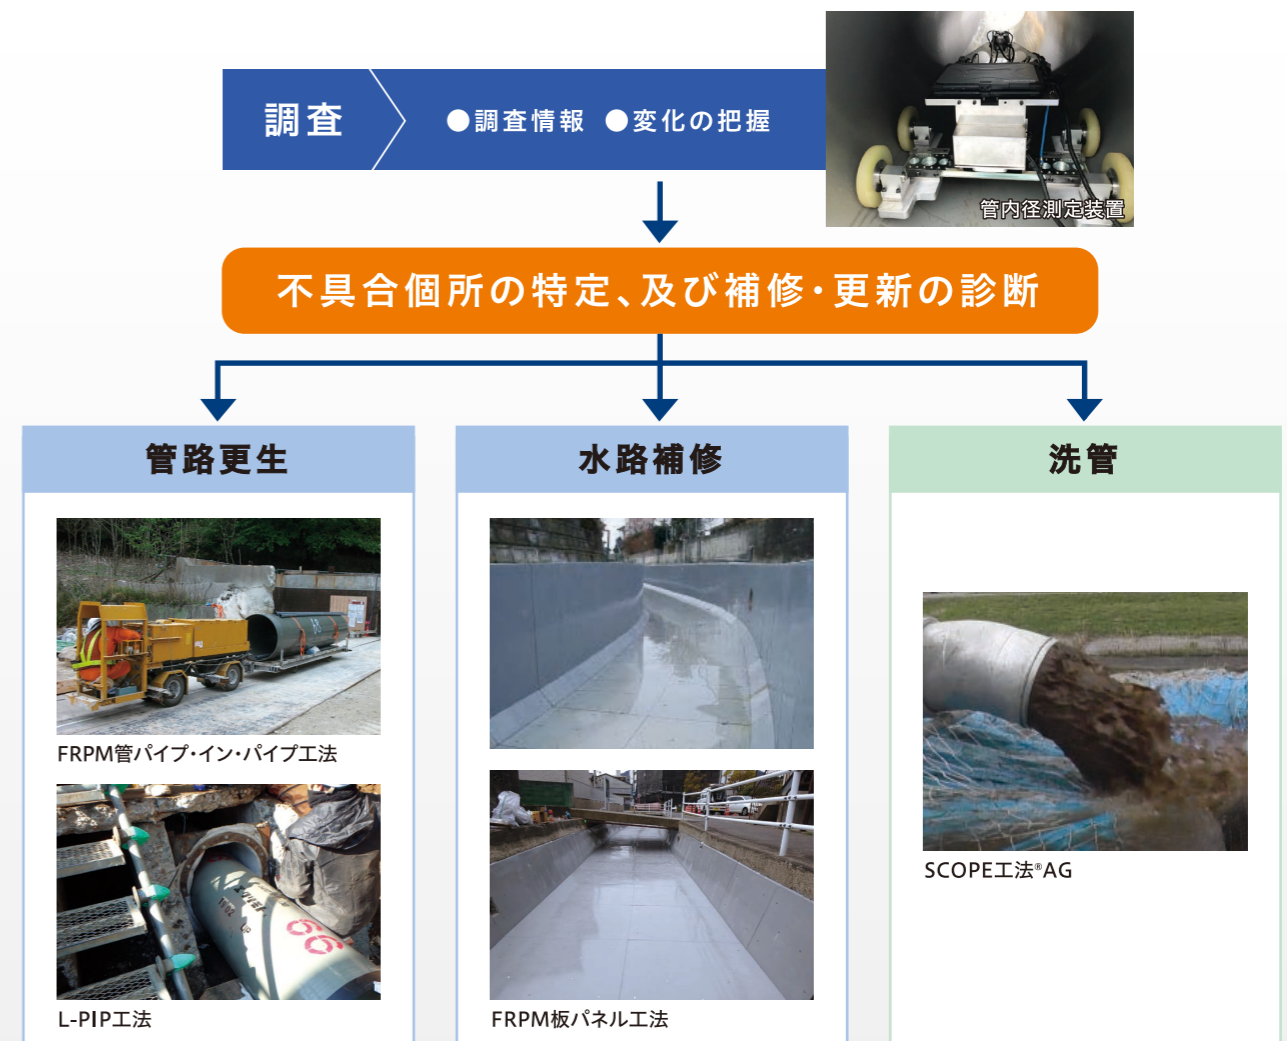 調査
●調査情報 ●変化の把握
管内径測定装置
不具合個所の特定、及び補修・更新の診断
管路更生
水路補修
洗管
FRPM管パイプ・イン・パイプ工法
66
L-PIP工法
FRPM板パネル工法
SCOPE工法®AG